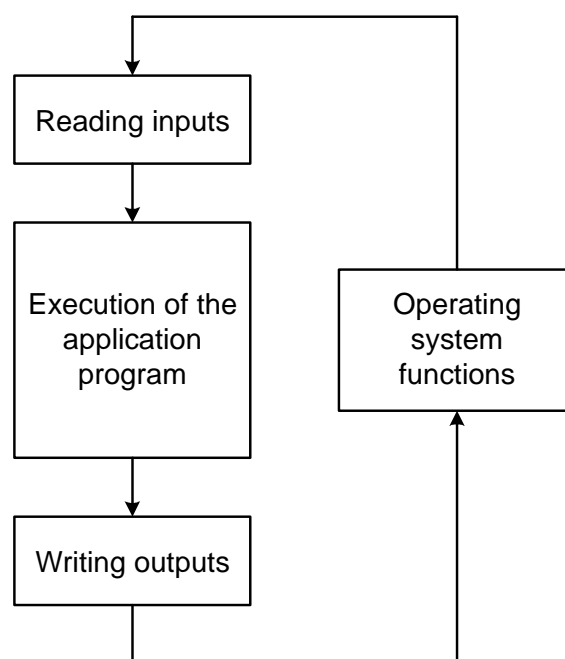 Reading inputs
Execution of the
application
program
Operating
system
functions
Writing outputs